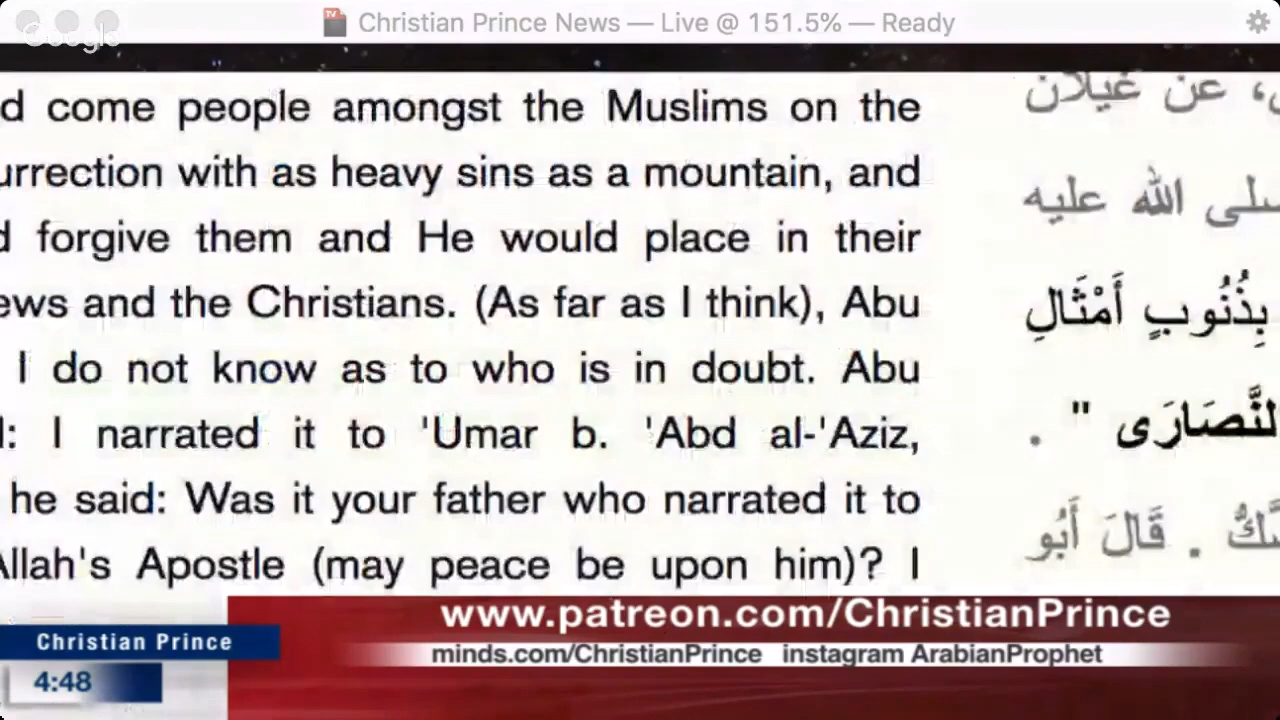 Christian Prince News — Live @ 151.5% — Ready
Google
d come people amongst the Muslims on the
urrection with as heavy sins as a mountain, and
d forgive them and He would place in their
ews and the Christians. (As far as I think), Abu
I do not know as to who is in doubt. Abu
l: I narrated it to 'Umar b. 'Abd al-'Aziz,
he said: Was it your father who narrated it to
Allah's Apostle (may peace be upon him)? I
، عن غيلان
صلى الله عليه
بِذُنُوبٍ أَمْثَالِ
النَّصَارَى " .
. قَالَ أَبُو
www.patreon.com/ChristianPrince
Christian Prince
minds.com/ChristianPrince instagram ArabianProphet
4:48